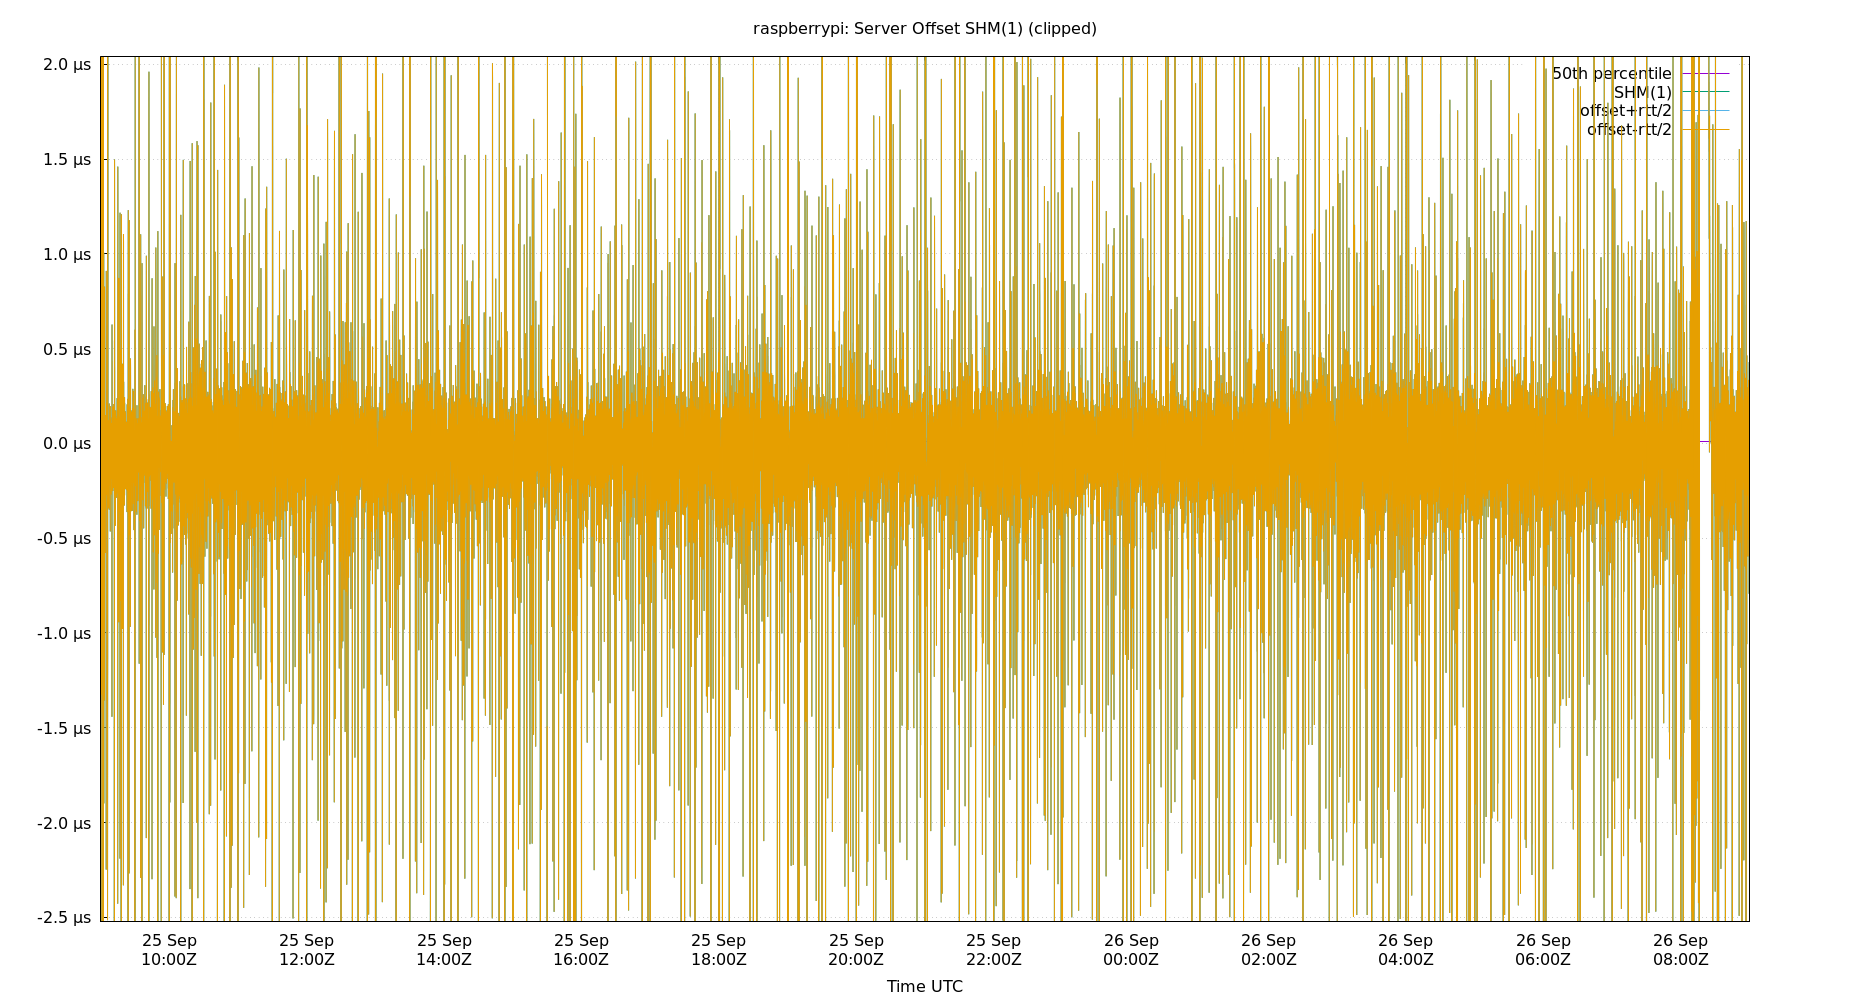 raspberrypi: Server Offset SHM(1) (clipped)
2.0 µs
1.5 µs
1.0 µs
0.5 µs
0.0 µs
-0.5 µs
-1.0 µs
-1.5 µs
-2.0 µs
-2.5 µs
50th percentile
SHM(1)
offset+rtt/2
offset-rtt/2
25 Sep 25 Sep 25 Sep 25 Sep 25 Sep 25 Sep 25 Sep 26 Sep 26 Sep 26 Sep 26 Sep 26 Sep
10:00Z 12:00Z 14:00Z 16:00Z 18:00Z 20:00Z 22:00Z 00:00Z 02:00Z 04:00Z 06:00Z 08:00Z
Time UTC